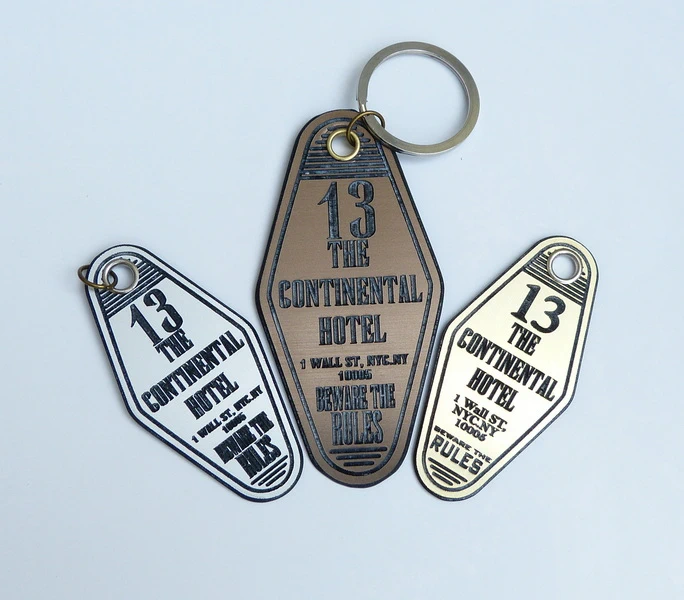 13
THE
CONTINENTAL
HOTEL
1 WALL ST., NYC.NY
10005
BEWARE THE
RULES
13
THE
CONTINENTAL
HOTEL
1 WALL ST, NYC.NY
10005
BEWARE THE
RULES
13
THE
CONTINENTAL
HOTEL
1 Wall ST.
NYC.NY
10005
BEWARE THE
RULES